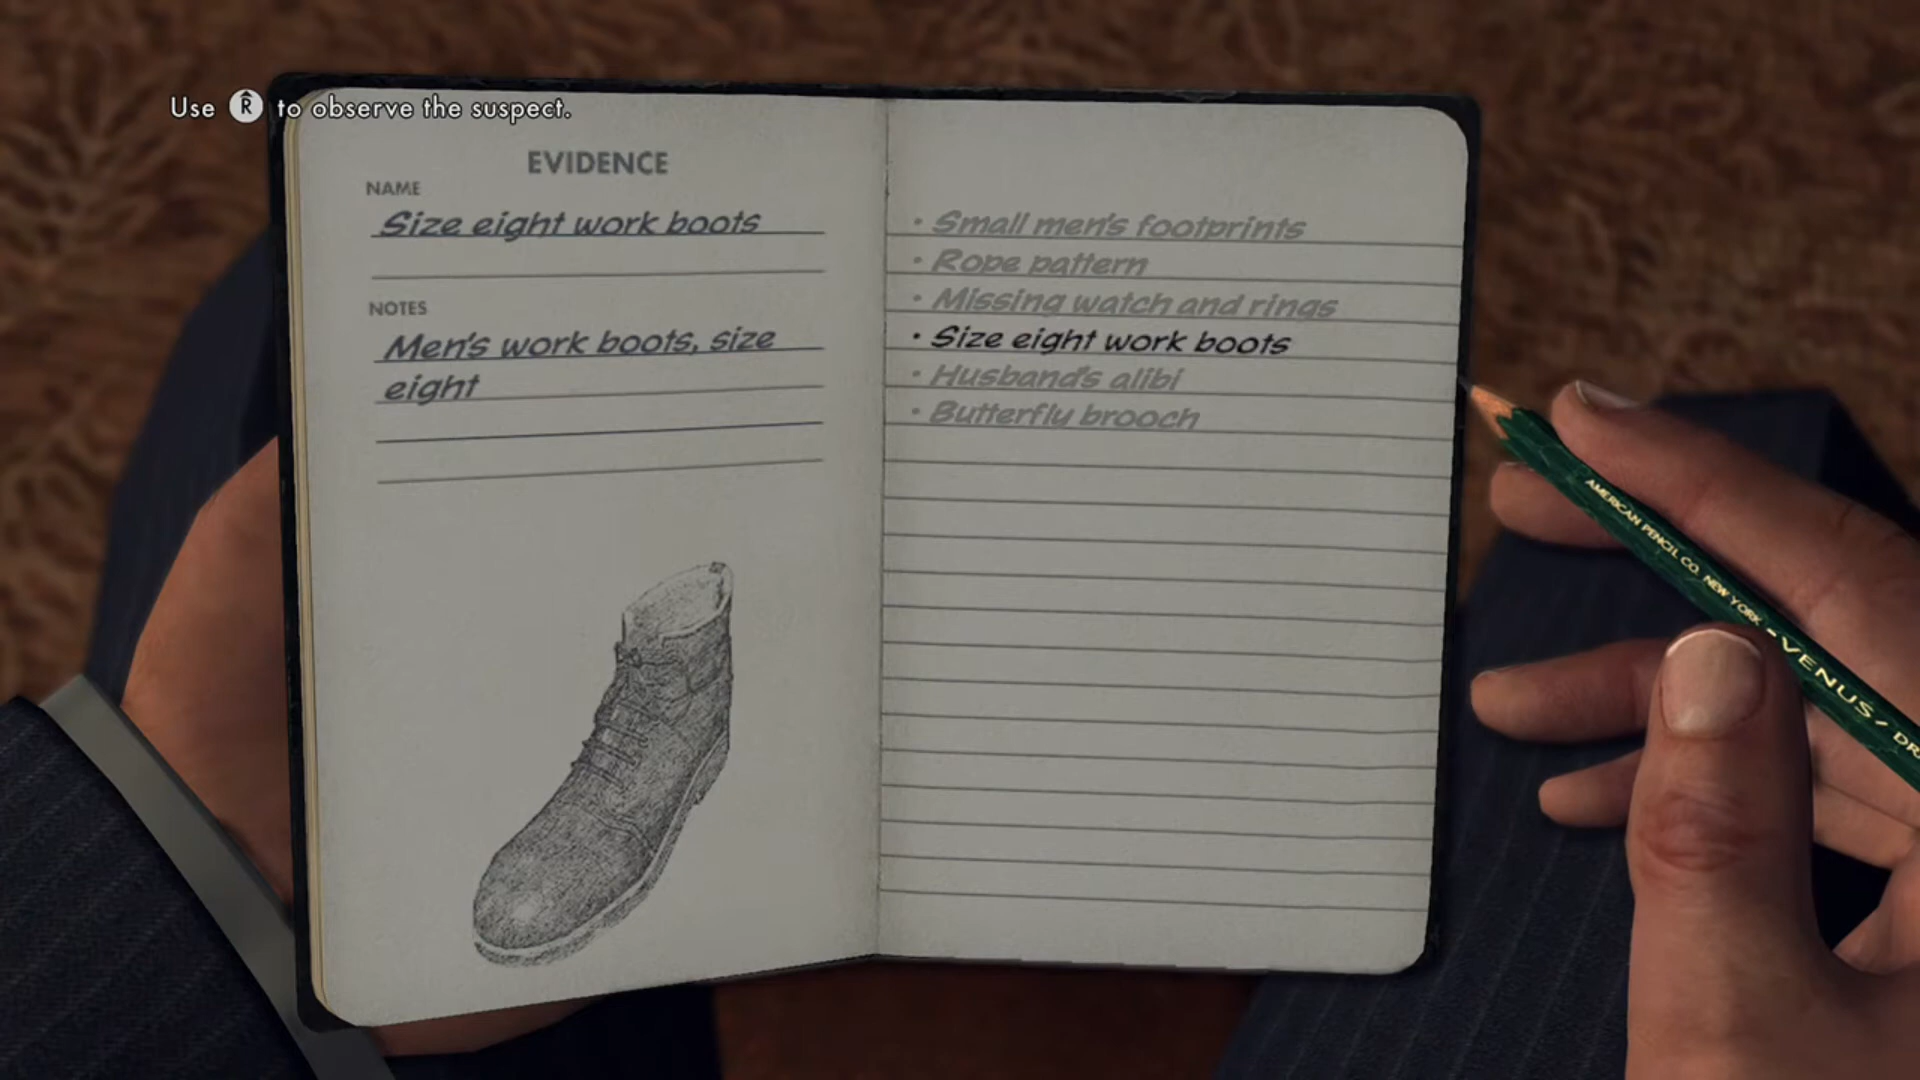 Use R to observe the suspect.
EVIDENCE
NAME
Size eight work boots
NOTES
Men's work boots, size
eight
• Small men's footprints
• Rope pattern
• Missing watch and rings
• Size eight work boots
• Husband's alibi
• Butterfly brooch
AMERICAN PENCIL CO. NEW YORK - VENUS